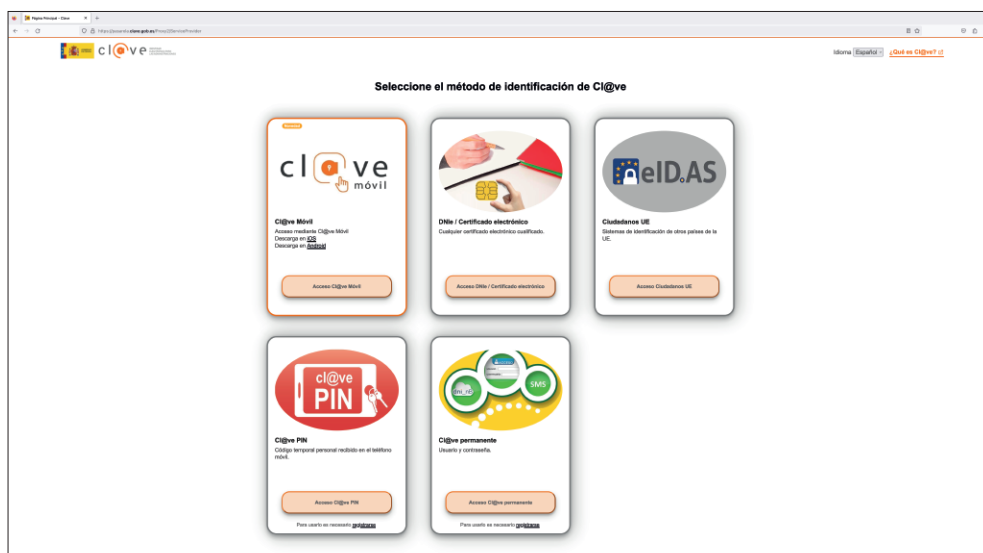 Página Principal - Clave
cl@ve
Idioma Español ¿Qué es Cl@ve?
Seleccione el método de identificación de Cl@ve
cl@ve
móvil
eID.AS
Cl@ve Móvil
Acceso mediante Cl@ve Móvil
Descarga en iOS
Descarga en Android
Acceso Cl@ve Móvil
DNIe / Certificado electrónico
Cualquier certificado electrónico cualificado.
Acceso DNIe / Certificado electrónico
Ciudadanos UE
Sistemas de identificación de otros países de la
UE.
Acceso Ciudadanos UE
cl@ve
PIN
SMS
Cl@ve PIN
Código temporal personal recibido en el teléfono
móvil.
Acceso Cl@ve PIN
Para usarlo es necesario registrarse
Cl@ve permanente
Usuario y contraseña.
Acceso Cl@ve permanente
Para usarlo es necesario registrarse